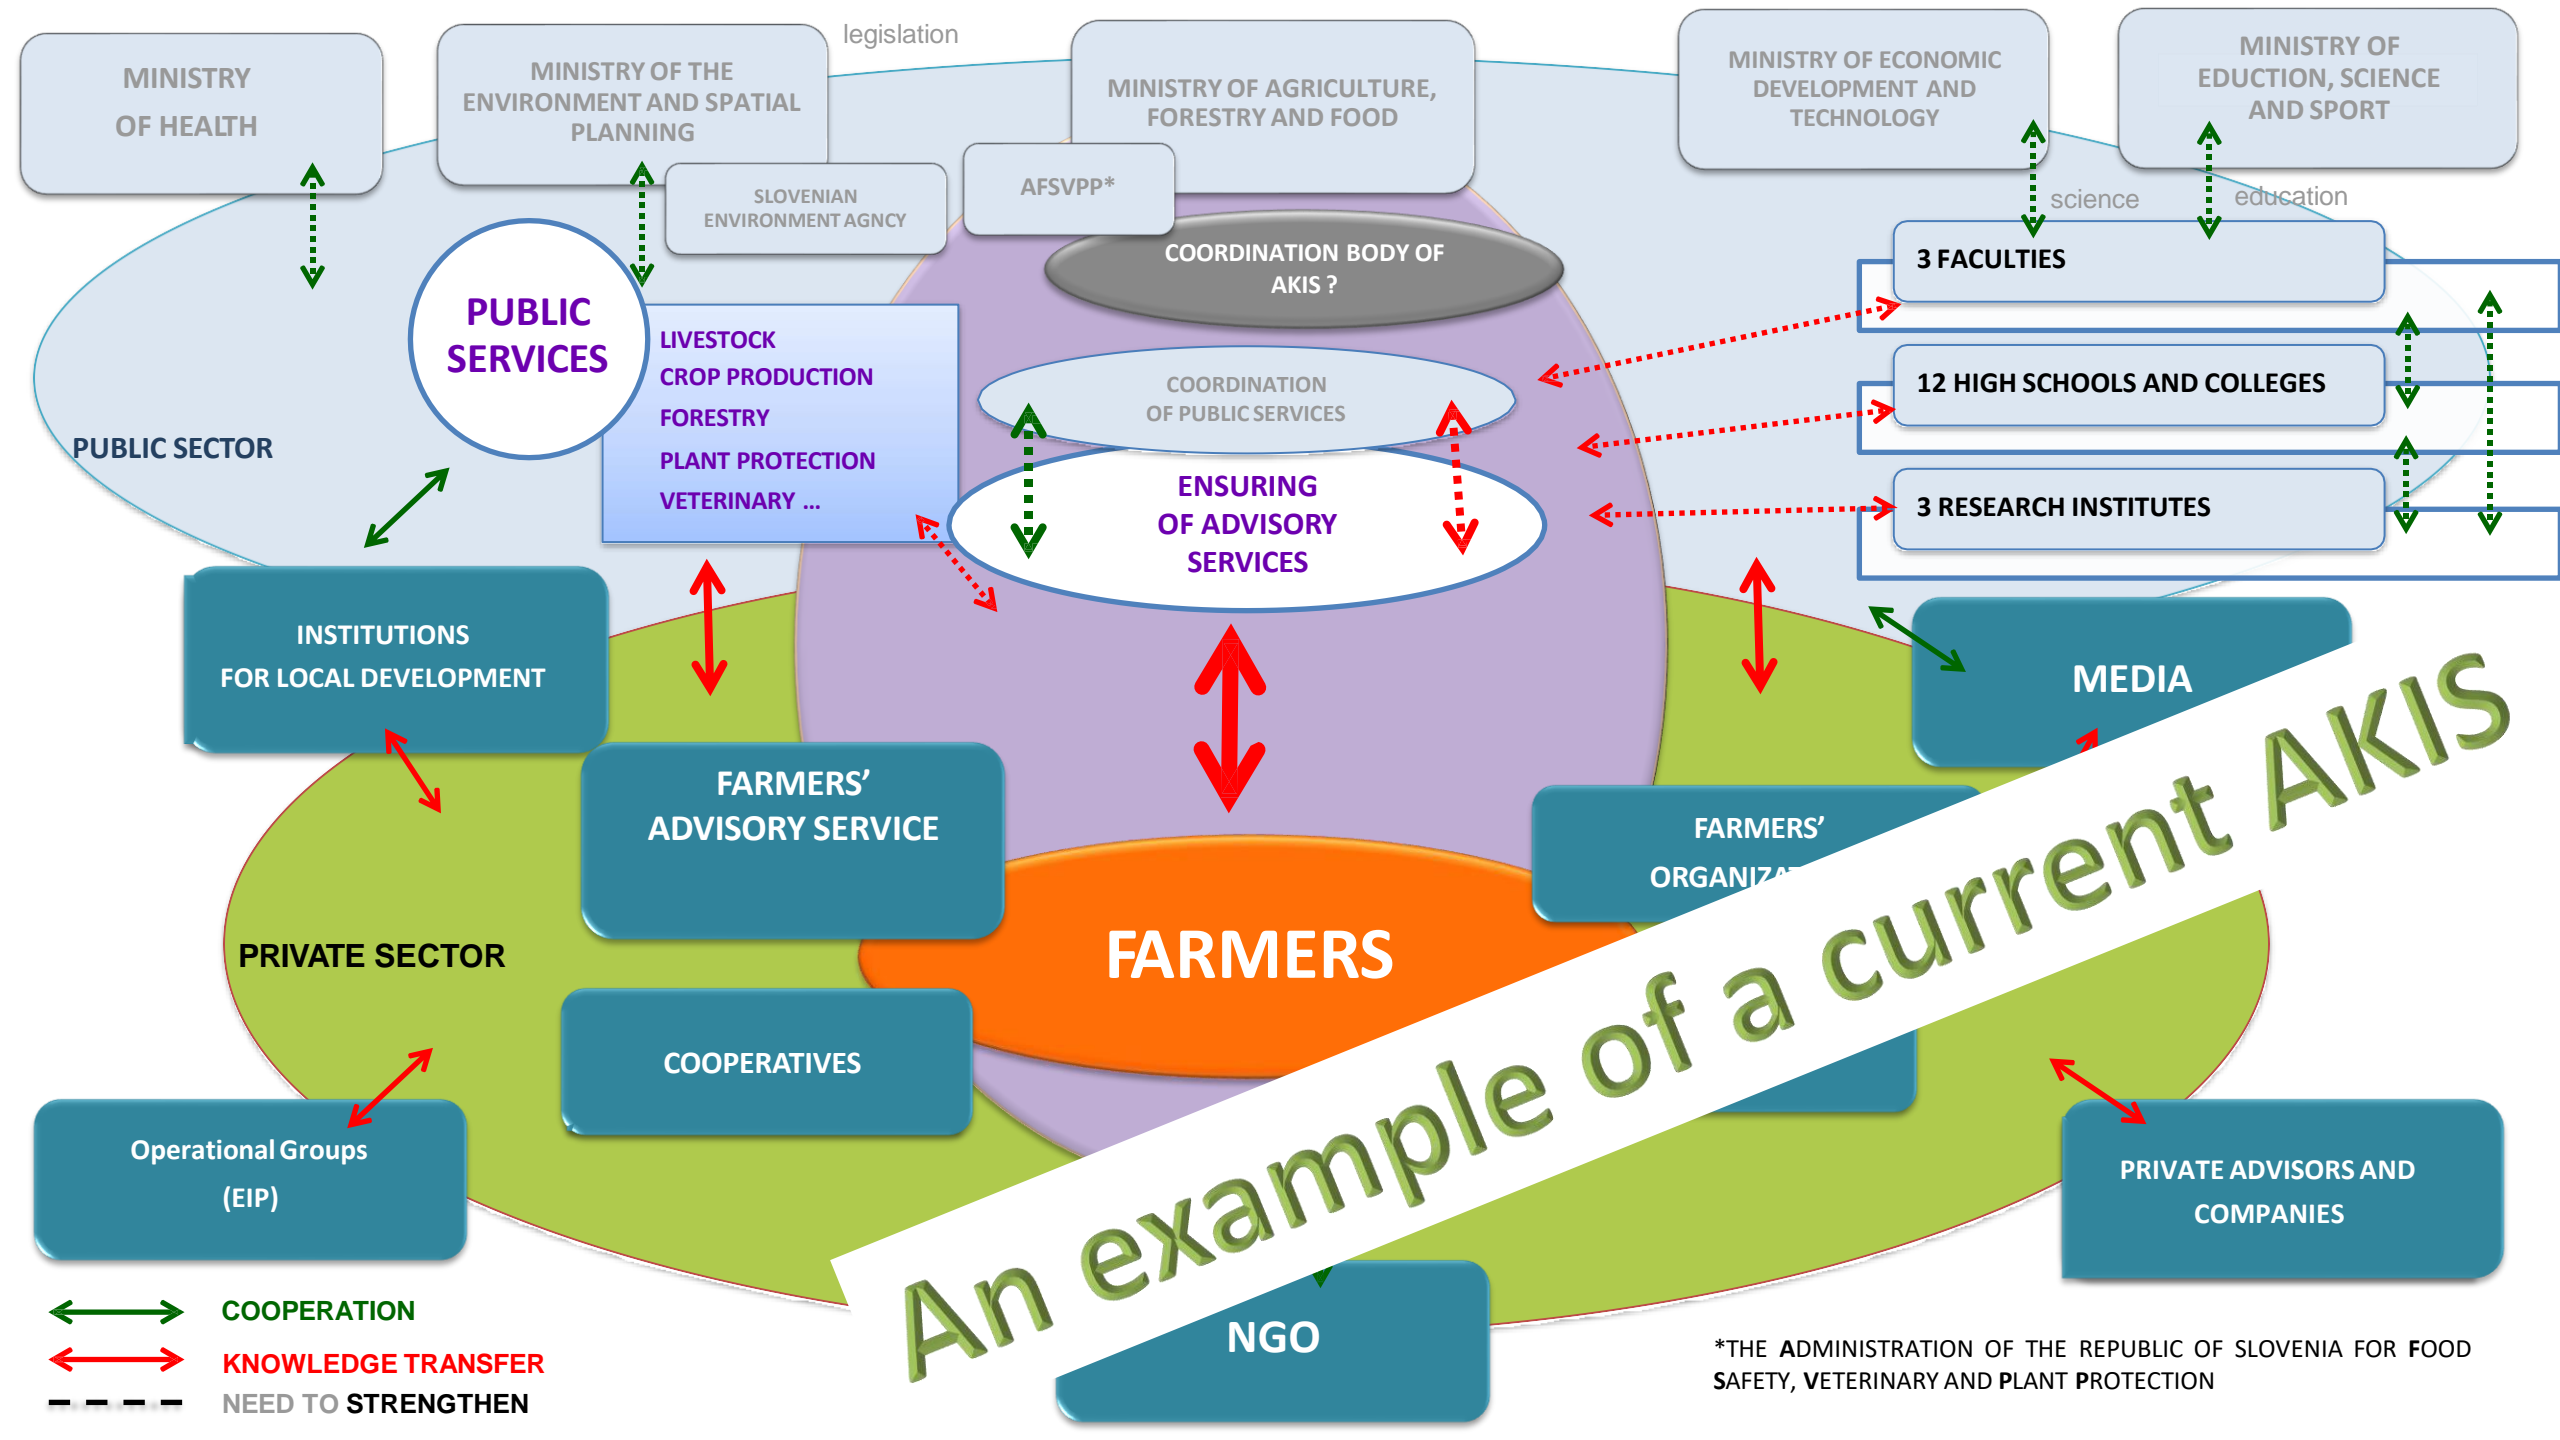 legislation
MINISTRY
OF HEALTH
MINISTRY OF THE
ENVIRONMENT AND SPATIAL
PLANNING
MINISTRY OF AGRICULTURE,
FORESTRY AND FOOD
MINISTRY OF ECONOMIC
DEVELOPMENT AND
TECHNOLOGY
MINISTRY OF
EDUCTION, SCIENCE
AND SPORT
SLOVENIAN
ENVIRONMENT AGNCY
AFSVPP*
science
education
COORDINATION BODY OF
AKIS ?
3 FACULTIES
PUBLIC
SERVICES
LIVESTOCK
CROP PRODUCTION
FORESTRY
PLANT PROTECTION
VETERINARY ...
COORDINATION
OF PUBLIC SERVICES
12 HIGH SCHOOLS AND COLLEGES
PUBLIC SECTOR
ENSURING
OF ADVISORY
SERVICES
3 RESEARCH INSTITUTES
INSTITUTIONS
FOR LOCAL DEVELOPMENT
MEDIA
FARMERS'
ADVISORY SERVICE
FARMERS'
PRIVATE SECTOR
FARMERS
COOPERATIVES
An example of a current AKIS
Operational Groups
(EIP)
PRIVATE ADVISORS AND
COMPANIES
NGO
COOPERATION
KNOWLEDGE TRANSFER
NEED TO STRENGTHEN
*THE ADMINISTRATION OF THE REPUBLIC OF SLOVENIA FOR FOOD
SAFETY, VETERINARY AND PLANT PROTECTION